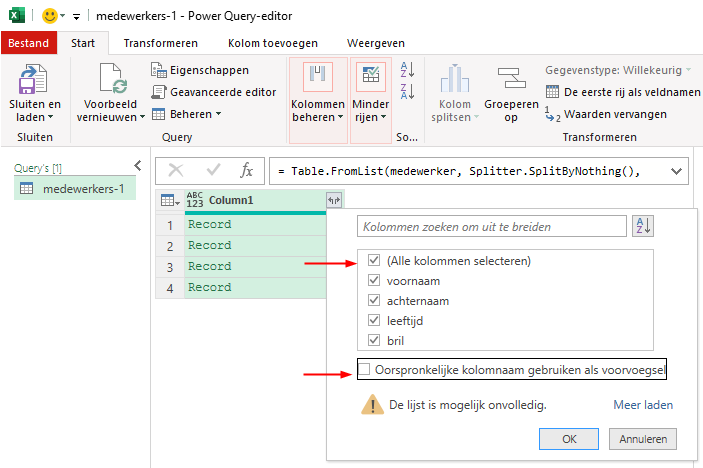 medewerkers-1 - Power Query-editor
Bestand Start Transformeren Kolom toevoegen Weergeven
Sluiten en laden
Sluiten
Voorbeeld vernieuwen
Eigenschappen
Geavanceerde editor
Beheren
Query
Kolommen beheren
Minder rijen
A
Z
Z
A
So...
Kolom splitsen
Groeperen op
Gegevenstype: Willekeurig
De eerste rij als veldnamen
1
2
Waarden vervangen
Transformeren
Query's [1]
medewerkers-1
fx = Table.FromList(medewerker, Splitter.SplitByNothing(),
ABC
123
Column1
1 Record
2 Record
3 Record
4 Record
Kolommen zoeken om uit te breiden
A
Z
(Alle kolommen selecteren)
voornaam
achternaam
leeftijd
bril
Oorspronkelijke kolomnaam gebruiken als voorvoegsel
De lijst is mogelijk onvolledig. Meer laden
OK Annuleren